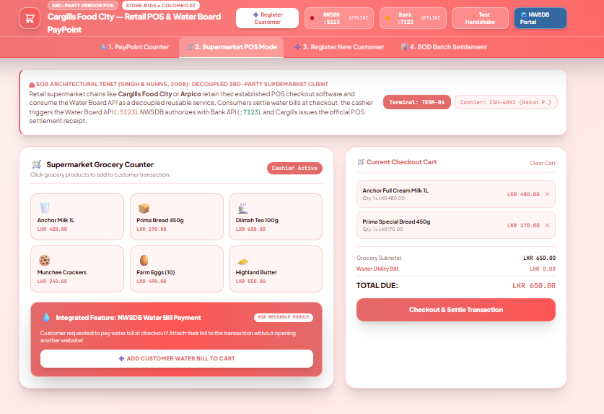 3RD-PARTY VENDOR POS STORE #104 • COLOMBO 03
Cargills Food City — Retail POS & Water Board PayPoint
Register Customer
NWSDB :5123 OFFLINE
Bank :7123 OFFLINE
Test Handshake
NWSDB Portal
1. PayPoint Counter
2. Supermarket POS Mode
3. Register New Customer
4. EOD Batch Settlement
SOA ARCHITECTURAL TENET (SINGH & HUHNS, 2008): DECOUPLED 3RD-PARTY SUPERMARKET CLIENT
Retail supermarket chains like Cargills Food City or Arpico retain their established POS checkout software and
consume the Water Board API as a decoupled reusable service. Consumers settle water bills at checkout, the cashier
triggers the Water Board API (:5123), NWSDB authorizes with Bank API (:7123), and Cargills issues the official POS
settlement receipt.
Terminal: TERM-04
Cashier: CSH-4092 (Kasun P.)
Supermarket Grocery Counter
Click grocery products to add to customer transaction.
Cashier Active
Anchor Milk 1L
LKR 480.00
Prima Bread 450g
LKR 170.00
Dilmah Tea 100g
LKR 650.00
Munchee Crackers
LKR 240.00
Farm Eggs (10)
LKR 490.00
Highland Butter
LKR 850.00
Integrated Feature: NWSDB Water Bill Payment
SOA REUSABLE MODULE
Customer requested to pay water bill at checkout? Attach their bill to the transaction without opening
another website!
ADD CUSTOMER WATER BILL TO CART
Current Checkout Cart
Clear Cart
Anchor Full Cream Milk 1L
Qty: 1 x LKR 480.00
LKR 480.00 ×
Prima Special Bread 450g
Qty: 1 x LKR 170.00
LKR 170.00 ×
Grocery Subtotal: LKR 650.00
Water Utility Bill: LKR 0.00
TOTAL DUE: LKR 650.00
Checkout & Settle Transaction